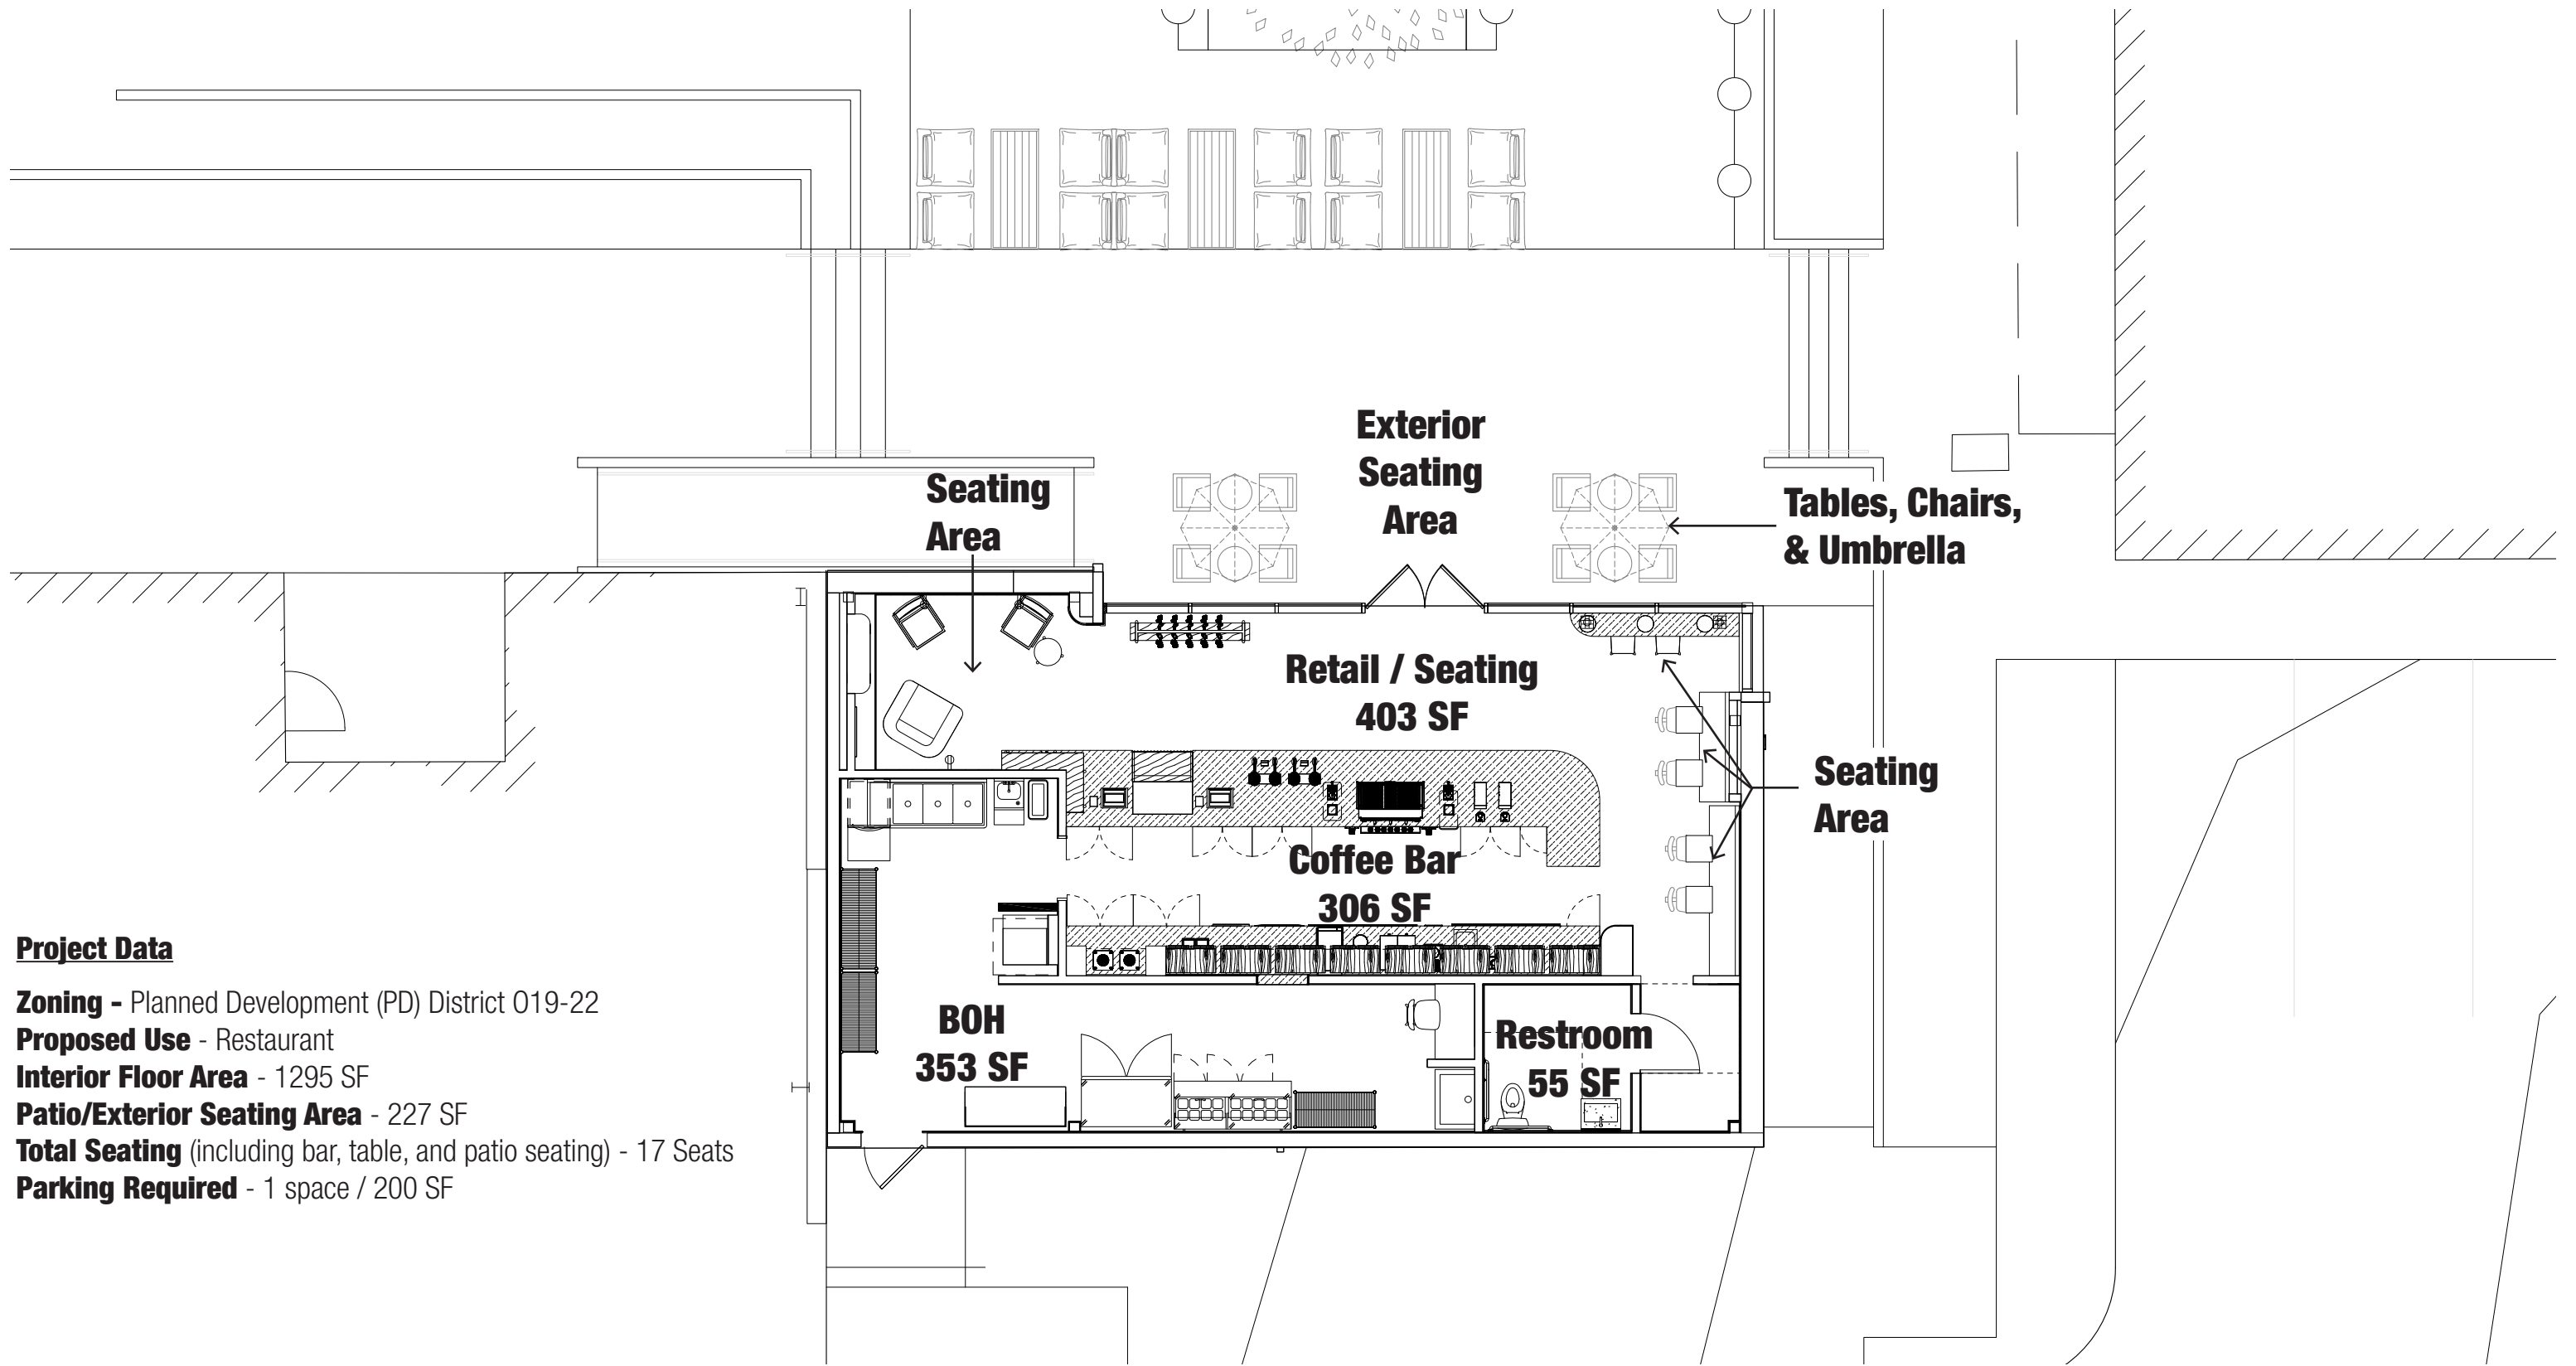 Exterior
Seating
Area
Seating
Area
Tables, Chairs,
& Umbrella
Retail / Seating
403 SF
Seating
Area
Coffee Bar
306 SF
BOH
353 SF
Restroom
55 SF
Project Data
Zoning - Planned Development (PD) District O19-22
Proposed Use - Restaurant
Interior Floor Area - 1295 SF
Patio/Exterior Seating Area - 227 SF
Total Seating (including bar, table, and patio seating) - 17 Seats
Parking Required - 1 space / 200 SF